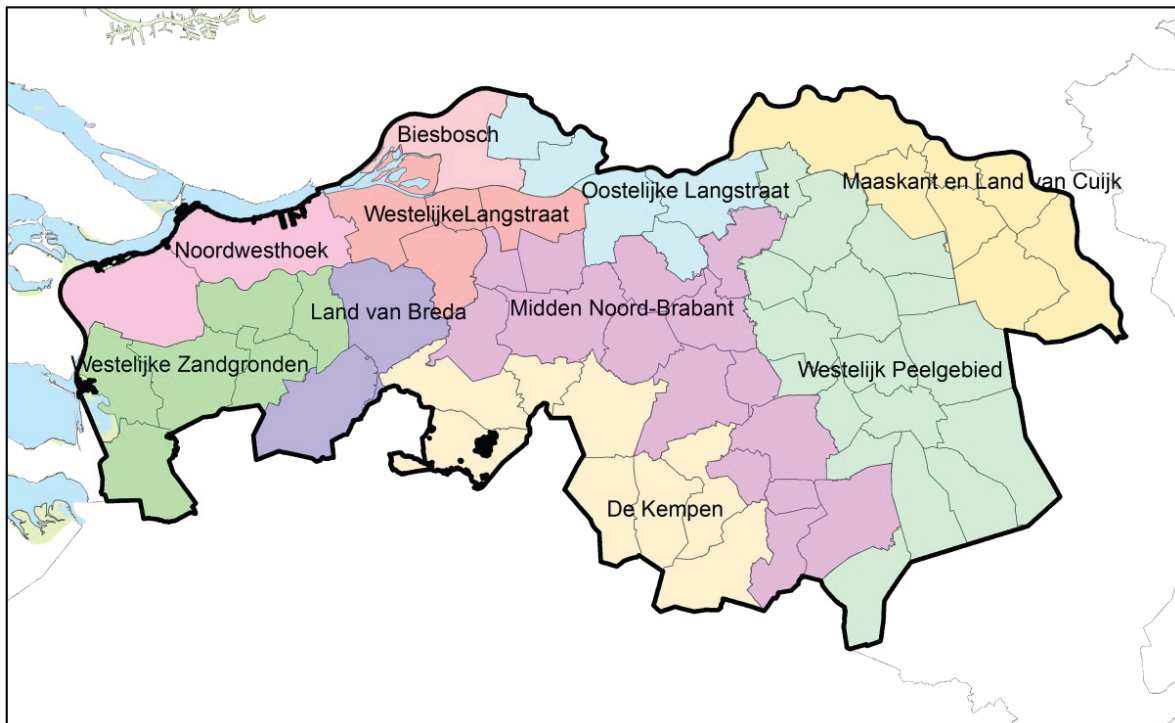 Biesbosch
Oostelijke Langstraat
Maaskant en Land van Cuijk
WestelijkeLangstraat
Noordwesthoek
Land van Breda
Midden Noord-Brabant
Westelijke Zandgronden
Westelijk Peelgebied
De Kempen